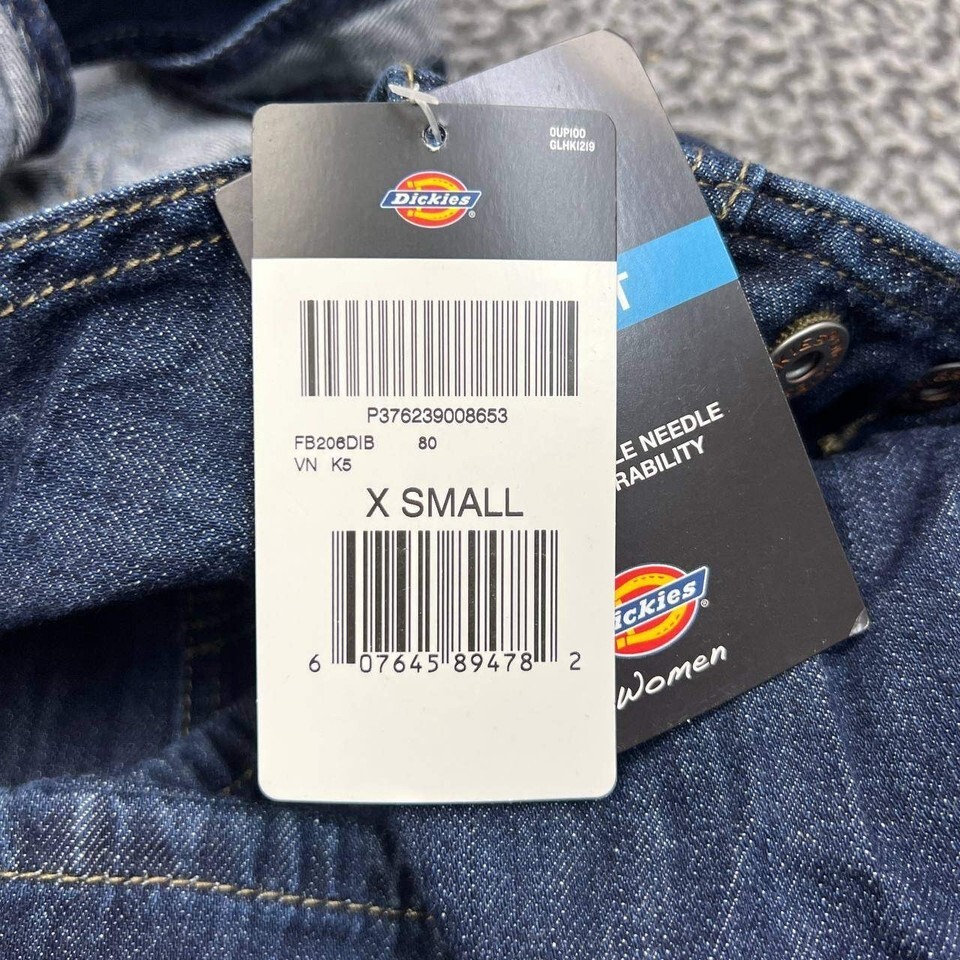 OUP100
GLHK1219
Dickies
P376239008653
FB206DIB 80
VN K5
X SMALL
6 07645 89478 2
T
LE NEEDLE
RABILITY
ickies
Women